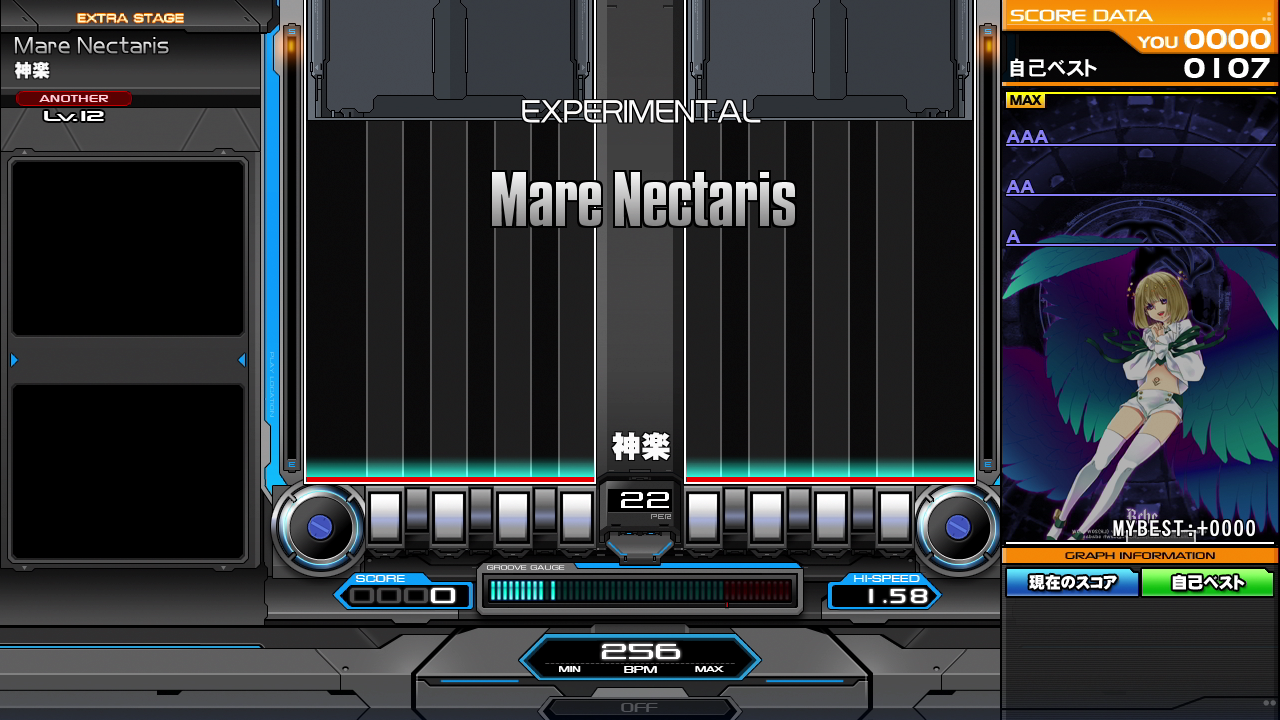 EXTRA STAGE
Mare Nectaris
神楽
ANOTHER
Lv.12
EXPERIMENTAL
Mare Nectaris
神楽
22
PER
GROOVE GAUGE
SCORE
0000
HI-SPEED
1.58
256
MIN BPM MAX
OFF
SCORE DATA
YOU 0000
自己ベスト 0107
MAX
AAA
AA
A
MYBEST:+0000
GRAPH INFORMATION
現在のスコア 自己ベスト